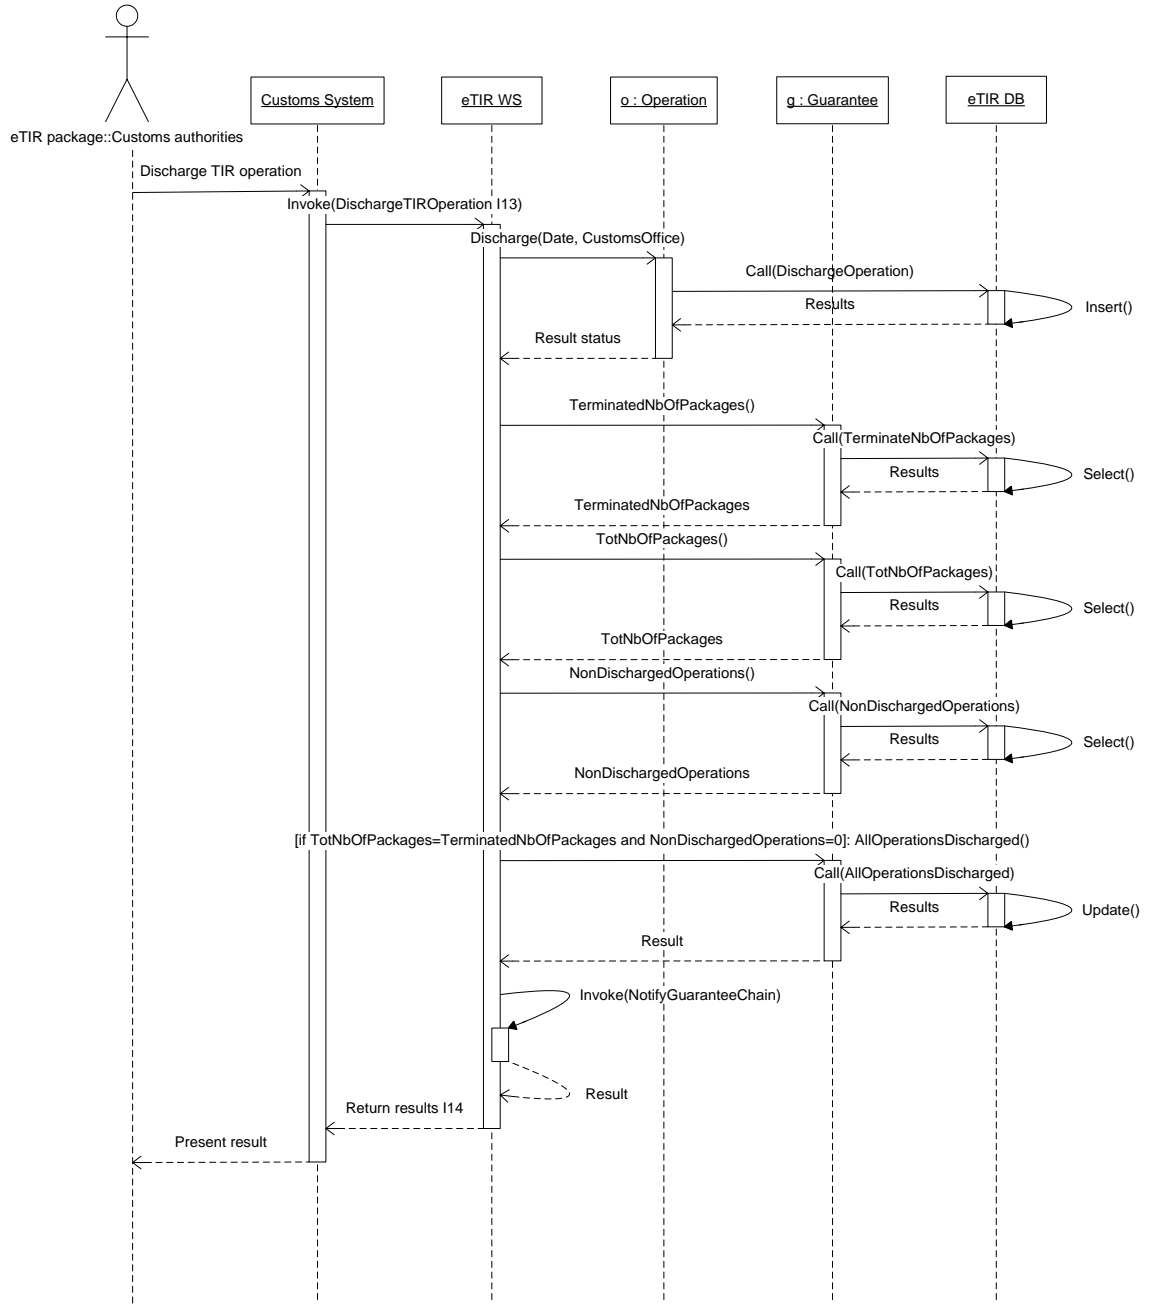 Customs System
eTIR WS
o : Operation
g : Guarantee
eTIR DB
eTIR package::Customs authorities
Discharge TIR operation
Invoke(DischargeTIROperation I13)
Discharge(Date, CustomsOffice)
Call(DischargeOperation)
Results
Insert()
Result status
TerminatedNbOfPackages()
Call(TerminateNbOfPackages)
Results
Select()
TerminatedNbOfPackages
TotNbOfPackages()
Call(TotNbOfPackages)
Results
Select()
TotNbOfPackages
NonDischargedOperations()
Call(NonDischargedOperations)
Results
Select()
NonDischargedOperations
[if TotNbOfPackages=TerminatedNbOfPackages and NonDischargedOperations=0]: AllOperationsDischarged()
Call(AllOperationsDischarged)
Results
Update()
Result
Invoke(NotifyGuaranteeChain)
Result
Return results I14
Present result